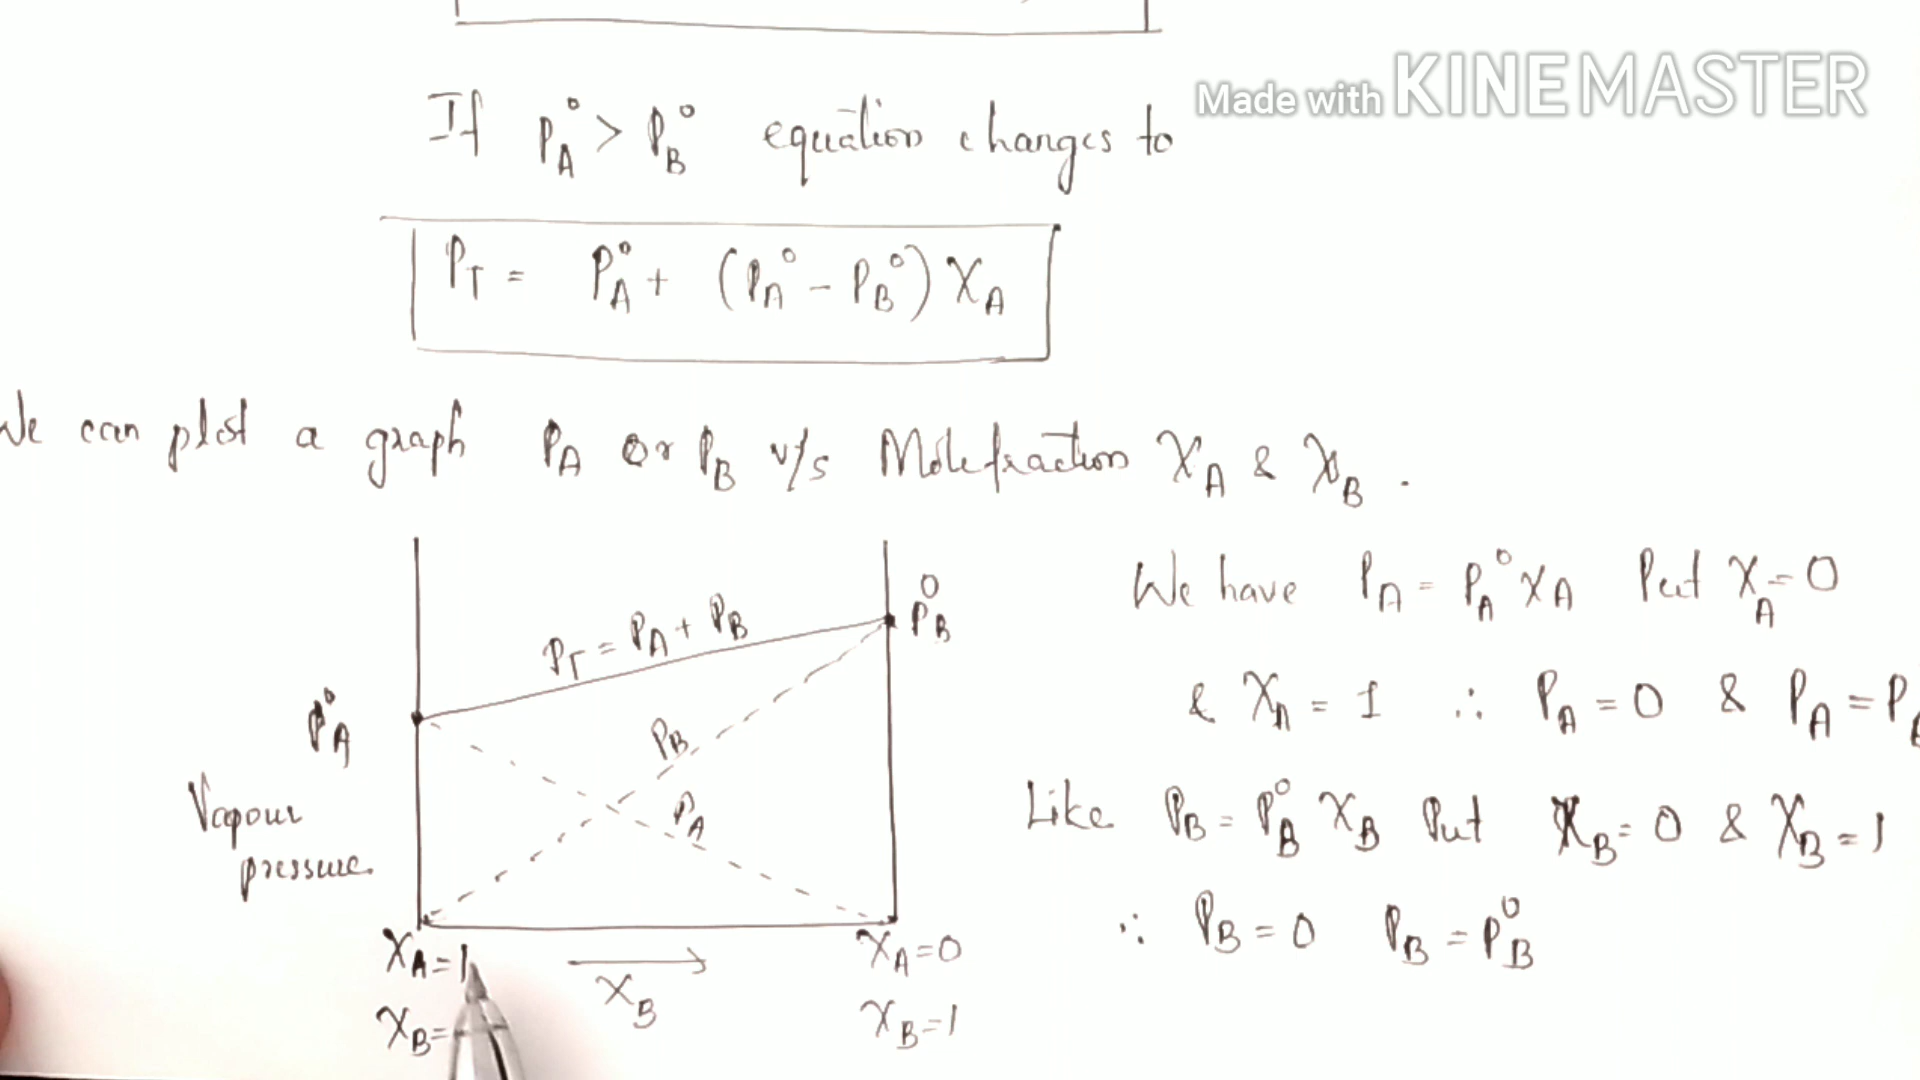 Made with KINEMASTER
If P°A > P°B equation changes to
PT = P°A + (P°A - P°B) XA
We can plot a graph PA or PB v/s Molefraction XA & XB .
We have PA = P°A XA Put XA = 0
& XA = 1 ∴ PA = 0 & PA = P
Like PB = P°B XB Put XB = 0 & XB = 1
∴ PB = 0 PB = P°B
P°B
PT = PA + PB
P°A
PB
PA
Vapour
pressure
XA = 1
XA = 0
XB
XB =
XB = 1